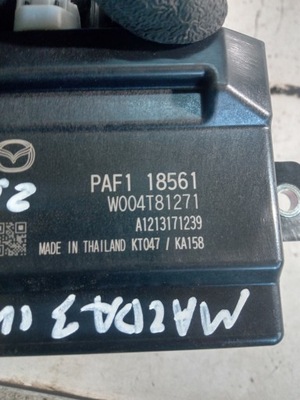 PAF1 18561
W004T81271
A1213171239
MADE IN THAILAND KT047 / KA158
MAZDA3